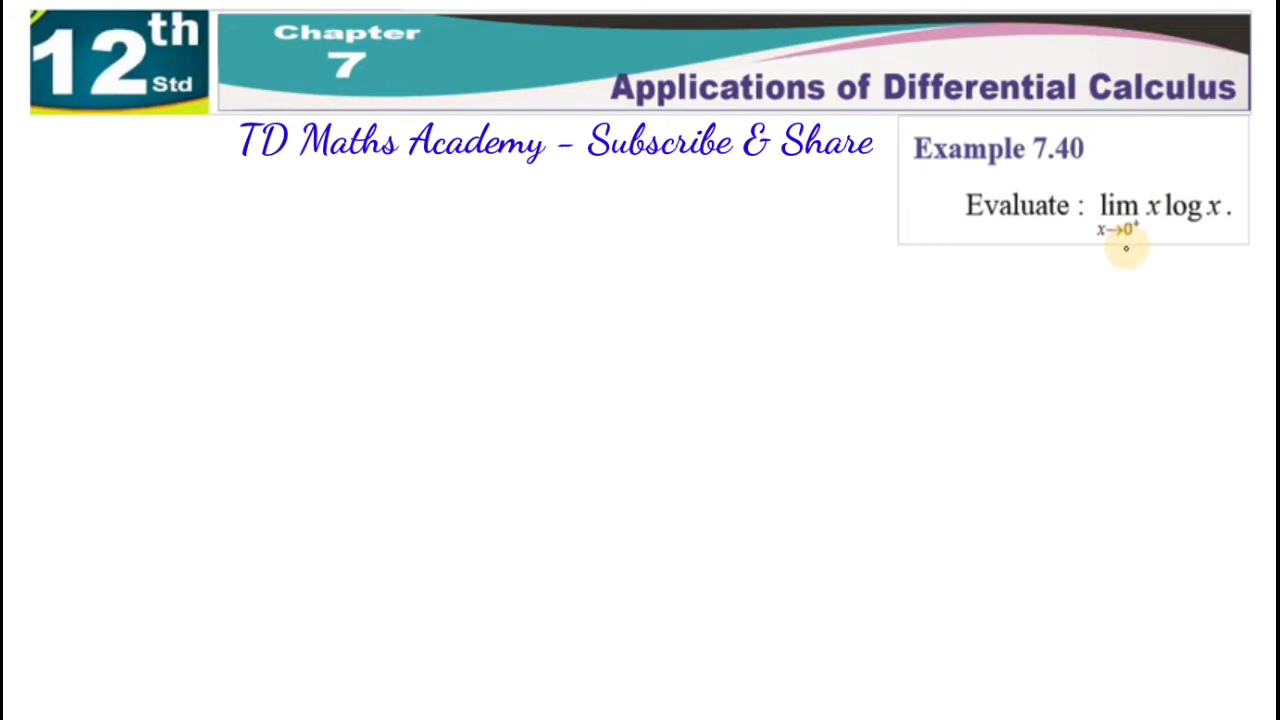 12th Std
Chapter
7
Applications of Differential Calculus
TD Maths Academy - Subscribe & Share
Example 7.40
Evaluate : lim x log x .
x→0⁺